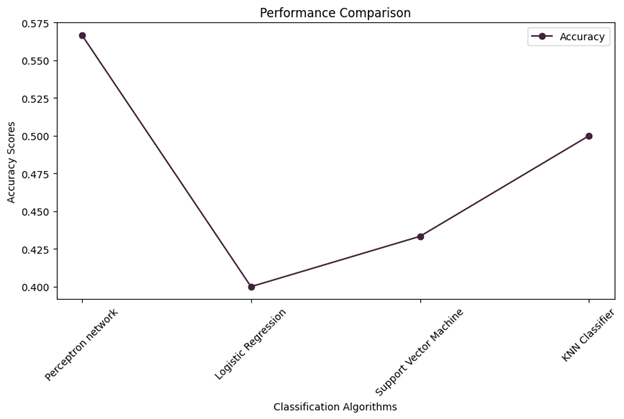 Performance Comparison
Accuracy
Accuracy Scores
0.575
0.550
0.525
0.500
0.475
0.450
0.425
0.400
Perceptron network
Logistic Regression
Support Vector Machine
KNN Classifier
Classification Algorithms